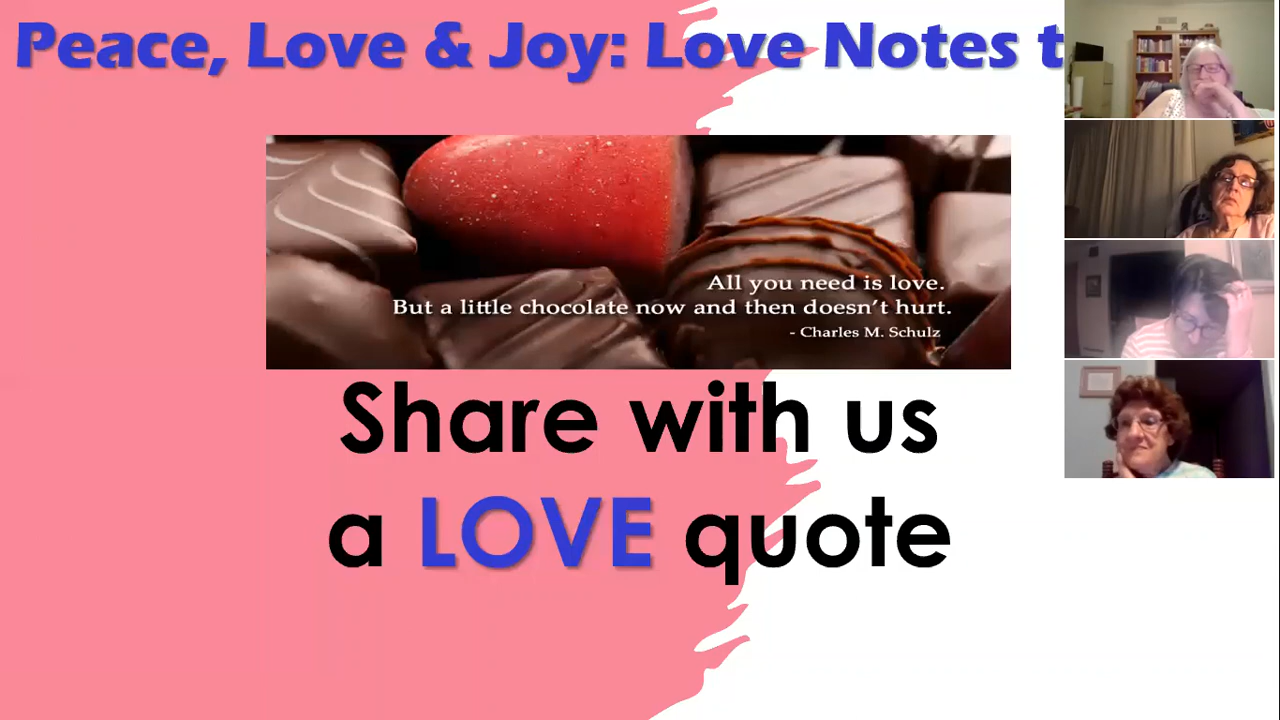 Peace, Love & Joy: Love Notes t
All you need is love.
But a little chocolate now and then doesn't hurt.
- Charles M. Schulz
Share with us
a LOVE quote